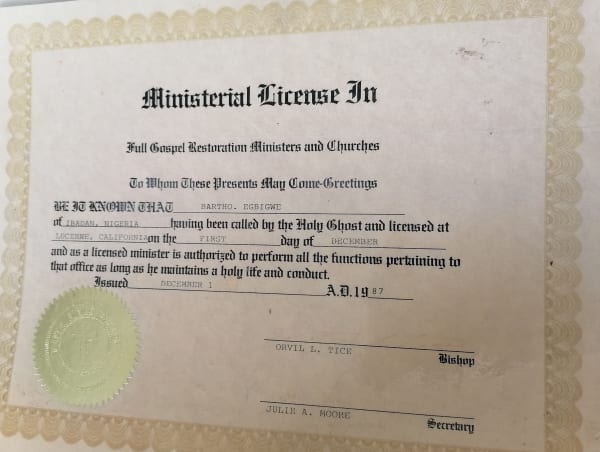 Ministerial License In
Full Gospel Restoration Ministers and Churches
To Whom These Presents May Come-Greetings
BE IT KNOWN THAT BARTHO. EGBIGWE
of IBADAN, NIGERIA having been called by the Holy Ghost and licensed at
LUCERNE, CALIFORNIA on the FIRST day of DECEMBER
and as a licensed minister is authorized to perform all the functions pertaining to
that office as long as he maintains a holy life and conduct.
Issued DECEMBER 1 A.D. 19 87
ORVIL L. TICE
Bishop
JULIE A. MOORE
Secretary